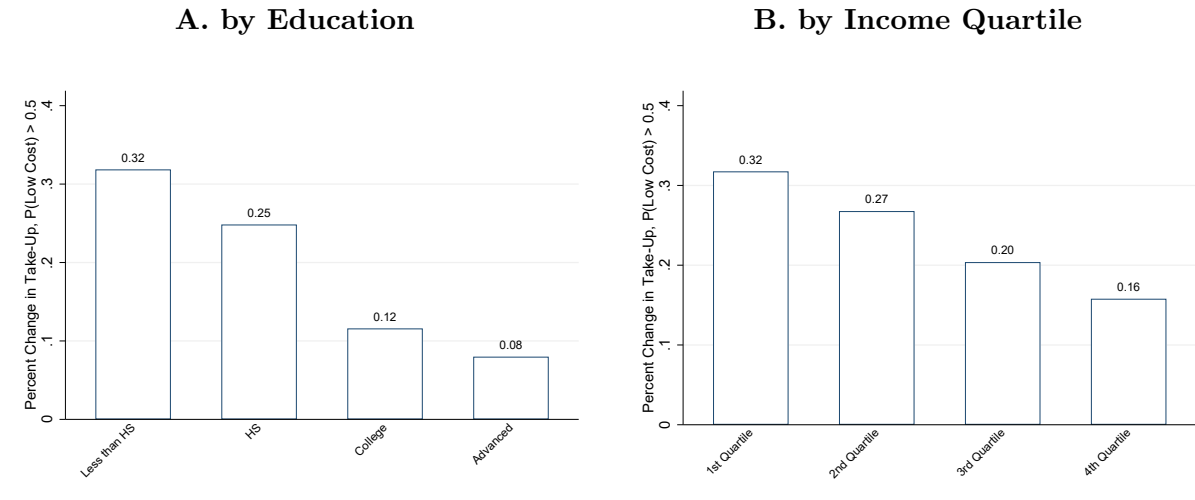 A. by Education
Percent Change in Take-Up, P(Low Cost) > 0.5
.4
.3
.2
.1
0
0.32
0.25
0.12
0.08
Less than HS
HS
College
Advanced
B. by Income Quartile
Percent Change in Take-Up, P(Low Cost) > 0.5
.4
.3
.2
.1
0
0.32
0.27
0.20
0.16
1st Quartile
2nd Quartile
3rd Quartile
4th Quartile